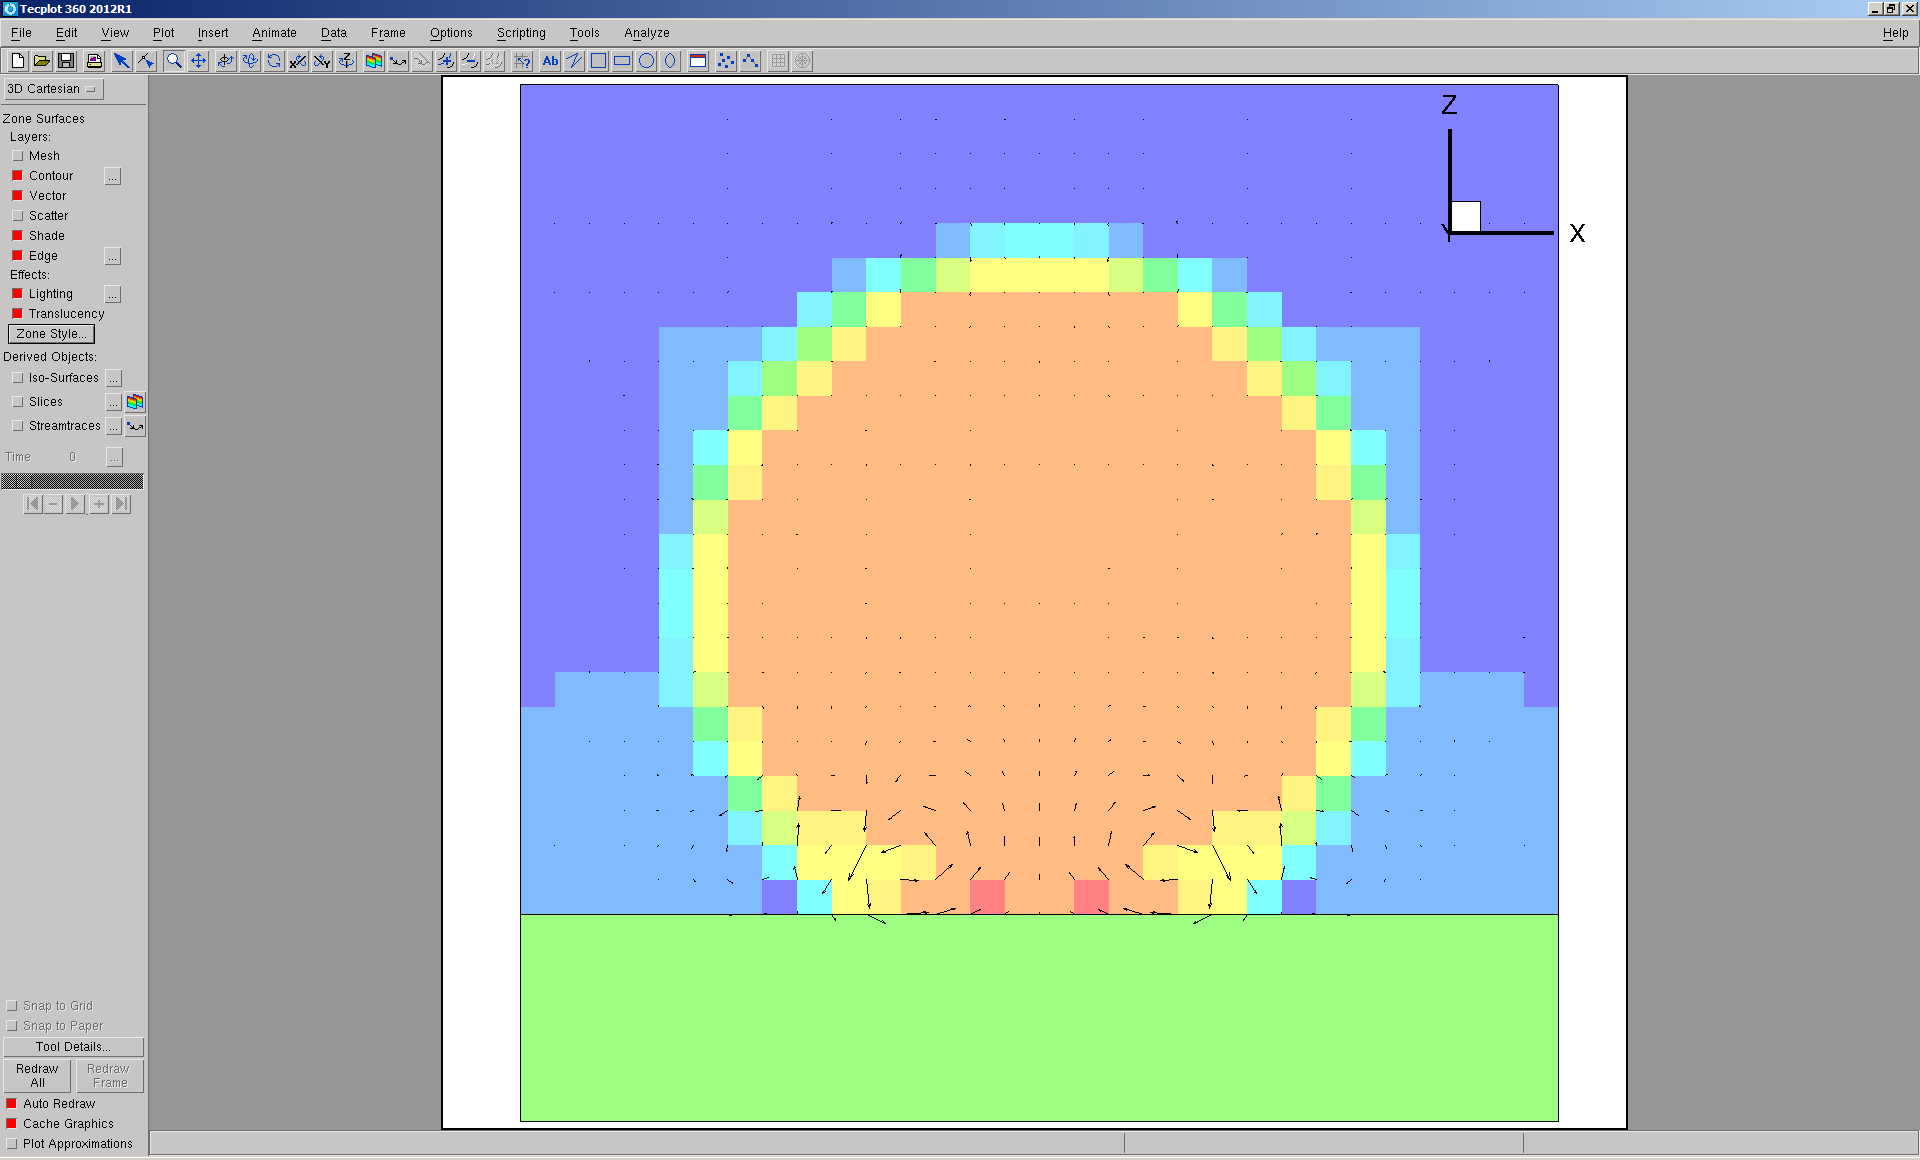 Tecplot 360 2012R1
File Edit View Plot Insert Animate Data Frame Options Scripting Tools Analyze Help
Ab
3D Cartesian
Zone Surfaces
Layers:
Mesh
Contour ...
Vector
Scatter
Shade
Edge ...
Effects:
Lighting ...
Translucency
Zone Style...
Derived Objects:
Iso-Surfaces ...
Slices ...
Streamtraces ...
Time 0 ...
Snap to Grid
Snap to Paper
Tool Details...
Redraw All
Redraw Frame
Auto Redraw
Cache Graphics
Plot Approximations
Z
Y
X